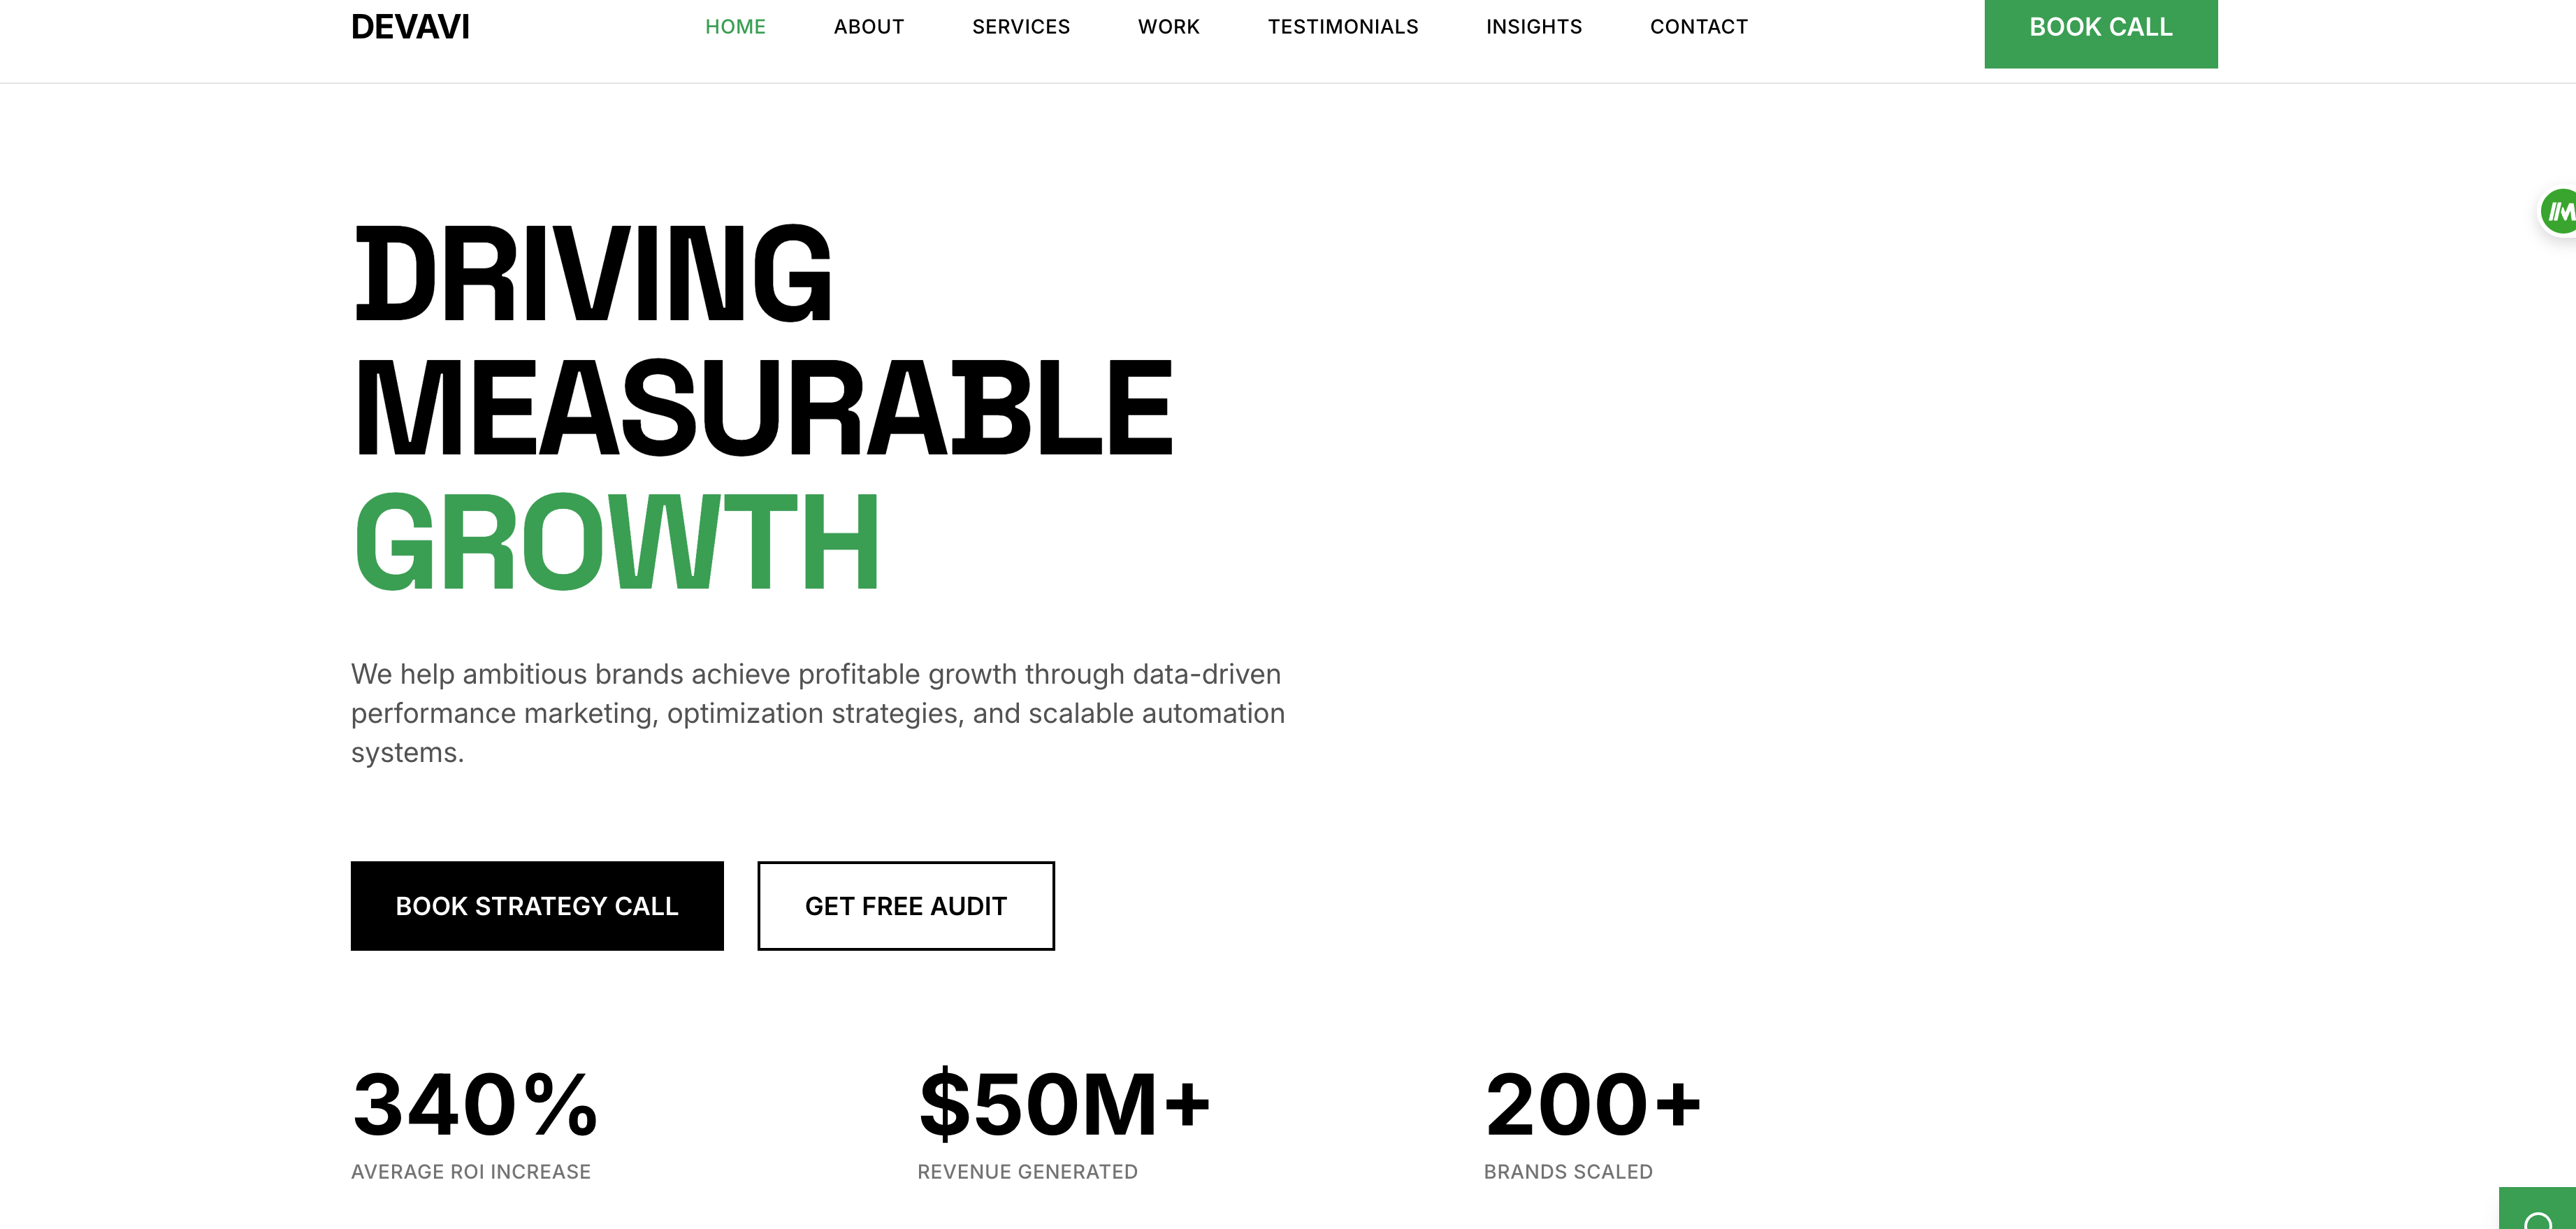 DEVAVI
HOME ABOUT SERVICES WORK TESTIMONIALS INSIGHTS CONTACT
BOOK CALL
DRIVING
MEASURABLE
GROWTH
We help ambitious brands achieve profitable growth through data-driven
performance marketing, optimization strategies, and scalable automation
systems.
BOOK STRATEGY CALL
GET FREE AUDIT
340%
AVERAGE ROI INCREASE
$50M+
REVENUE GENERATED
200+
BRANDS SCALED